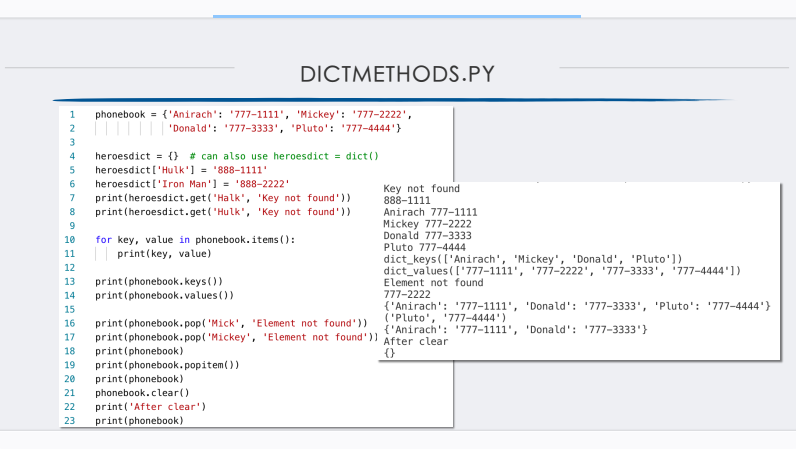 DICTMETHODS.PY
1 phonebook = {'Anirach': '777-1111', 'Mickey': '777-2222',
2 'Donald': '777-3333', 'Pluto': '777-4444'}
3
4 heroesdict = {} # can also use heroesdict = dict()
5 heroesdict['Hulk'] = '888-1111'
6 heroesdict['Iron Man'] = '888-2222'
7 print(heroesdict.get('Halk', 'Key not found'))
8 print(heroesdict.get('Hulk', 'Key not found'))
9
10 for key, value in phonebook.items():
11 print(key, value)
12
13 print(phonebook.keys())
14 print(phonebook.values())
15
16 print(phonebook.pop('Mick', 'Element not found'))
17 print(phonebook.pop('Mickey', 'Element not found'))
18 print(phonebook)
19 print(phonebook.popitem())
20 print(phonebook)
21 phonebook.clear()
22 print('After clear')
23 print(phonebook)
Key not found
888-1111
Anirach 777-1111
Mickey 777-2222
Donald 777-3333
Pluto 777-4444
dict_keys(['Anirach', 'Mickey', 'Donald', 'Pluto'])
dict_values(['777-1111', '777-2222', '777-3333', '777-4444'])
Element not found
777-2222
{'Anirach': '777-1111', 'Donald': '777-3333', 'Pluto': '777-4444'}
('Pluto', '777-4444')
{'Anirach': '777-1111', 'Donald': '777-3333'}
After clear
{}